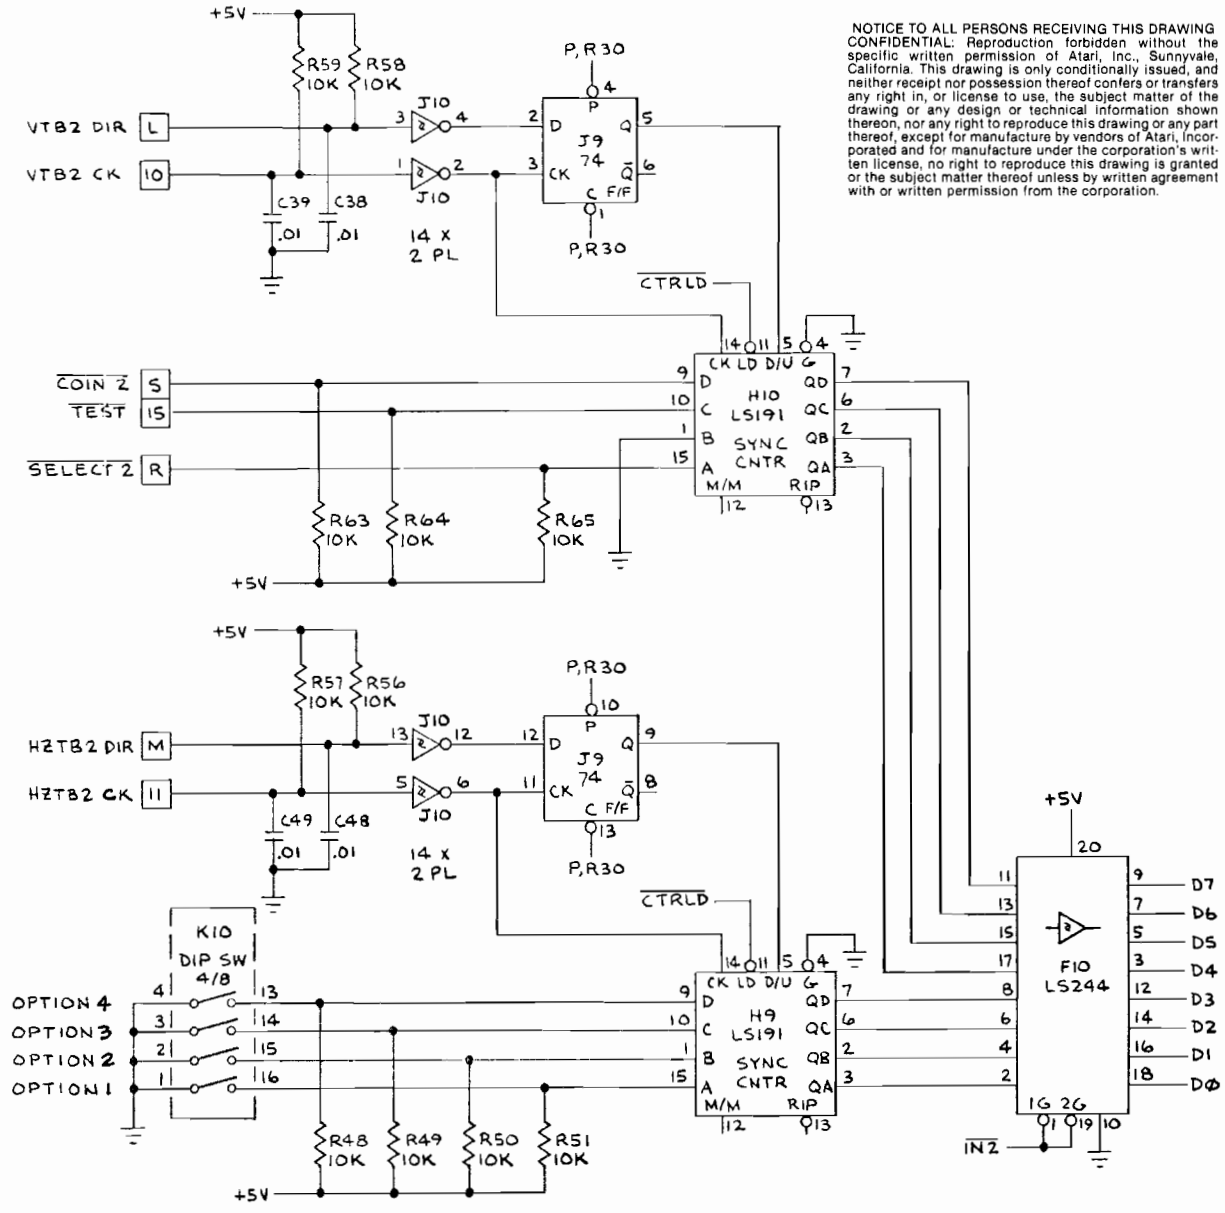 NOTICE TO ALL PERSONS RECEIVING THIS DRAWING
CONFIDENTIAL: Reproduction forbidden without the
specific written permission of Atari, Inc., Sunnyvale,
California. This drawing is only conditionally issued, and
neither receipt nor possession thereof confers or transfers
any right in, or license to use, the subject matter of the
drawing or any design or technical information shown
thereon, nor any right to reproduce this drawing or any part
thereof, except for manufacture by vendors of Atari, Incor-
porated and for manufacture under the corporation's writ-
ten license, no right to reproduce this drawing is granted
or the subject matter thereof unless by written agreement
with or written permission from the corporation.
+5V
R59 R58
10K 10K
P,R30
4
J10
VTB2 DIR L 3 4 2 D P Q 5
J9
74
VTB2 CK 10 1 2 3 CK Q 6
J10
C F/F
1
C39 C38
.01 .01
14 X
2 PL
P,R30
CTRLD
14 11 5 4
CK LD D/U G
COIN 2 S 9 D QD 7
H10
TEST 15 10 C LS191 QC 6
1 B SYNC QB 2
SELECT 2 R 15 A CNTR QA 3
M/M RIP
12 13
R63 R64 R65
10K 10K 10K
+5V
+5V
R57 R56
10K 10K
P,R30
10
J10
HZTB2 DIR M 13 12 12 D P Q 9
J9
74
HZTB2 CK 11 5 6 11 CK Q 8
J10
C F/F
13
C49 C48
.01 .01
14 X
2 PL
P,R30
CTRLD
14 11 5 4
CK LD D/U G
K10
DIP SW
4/8
OPTION 4 4 13 9 D QD 7
H9
OPTION 3 3 14 10 C LS191 QC 6
OPTION 2 2 15 1 B SYNC QB 2
OPTION 1 1 16 15 A CNTR QA 3
M/M RIP
12 13
R48 R49 R50 R51
10K 10K 10K 10K
+5V
+5V
20
11 9 D7
13 7 D6
15 5 D5
17 F10 3 D4
LS244
8 12 D3
6 14 D2
4 16 D1
2 18 DØ
1G 2G
1 19 10
IN2